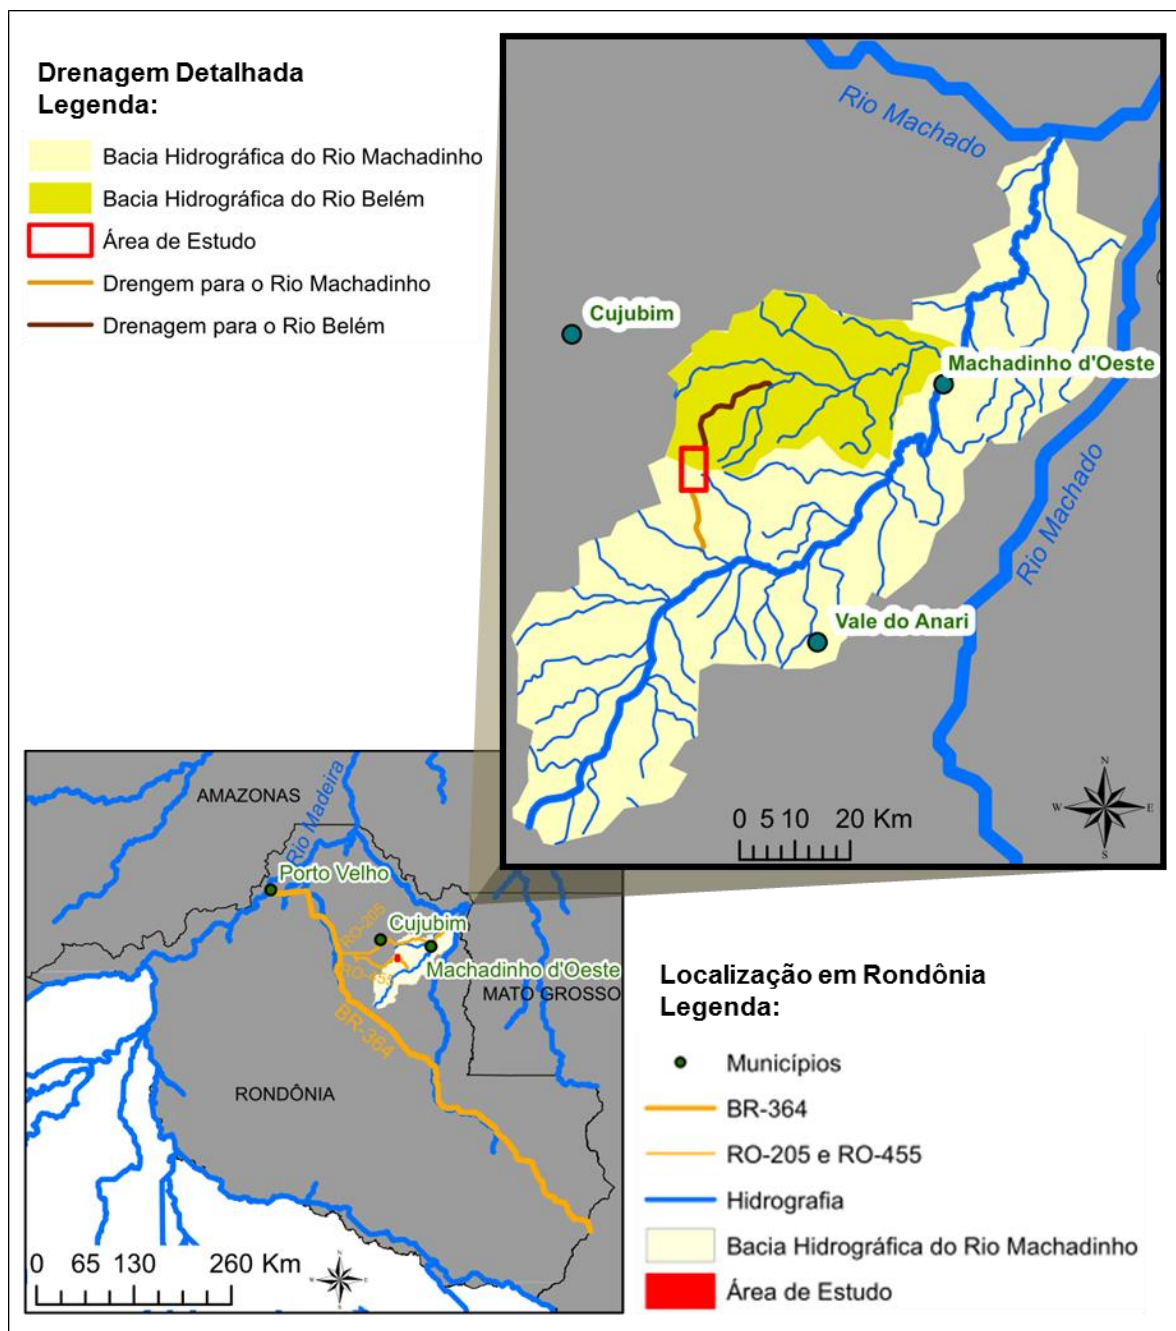 Drenagem Detalhada
Legenda:
Bacia Hidrográfica do Rio Machadinho
Bacia Hidrográfica do Rio Belém
Área de Estudo
Drengem para o Rio Machadinho
Drenagem para o Rio Belém
Rio Machado
Cujubim
Machadinho d'Oeste
Rio Machado
Vale do Anari
0 5 10 20 Km
N
W E
S
AMAZONAS
Rio Madeira
Porto Velho
RO-205
Cujubim
RO-455
Machadinho d'Oeste
MATO GROSSO
BR-364
RONDÔNIA
0 65 130 260 Km
N
W E
S
Localização em Rondônia
Legenda:
Municípios
BR-364
RO-205 e RO-455
Hidrografia
Bacia Hidrográfica do Rio Machadinho
Área de Estudo